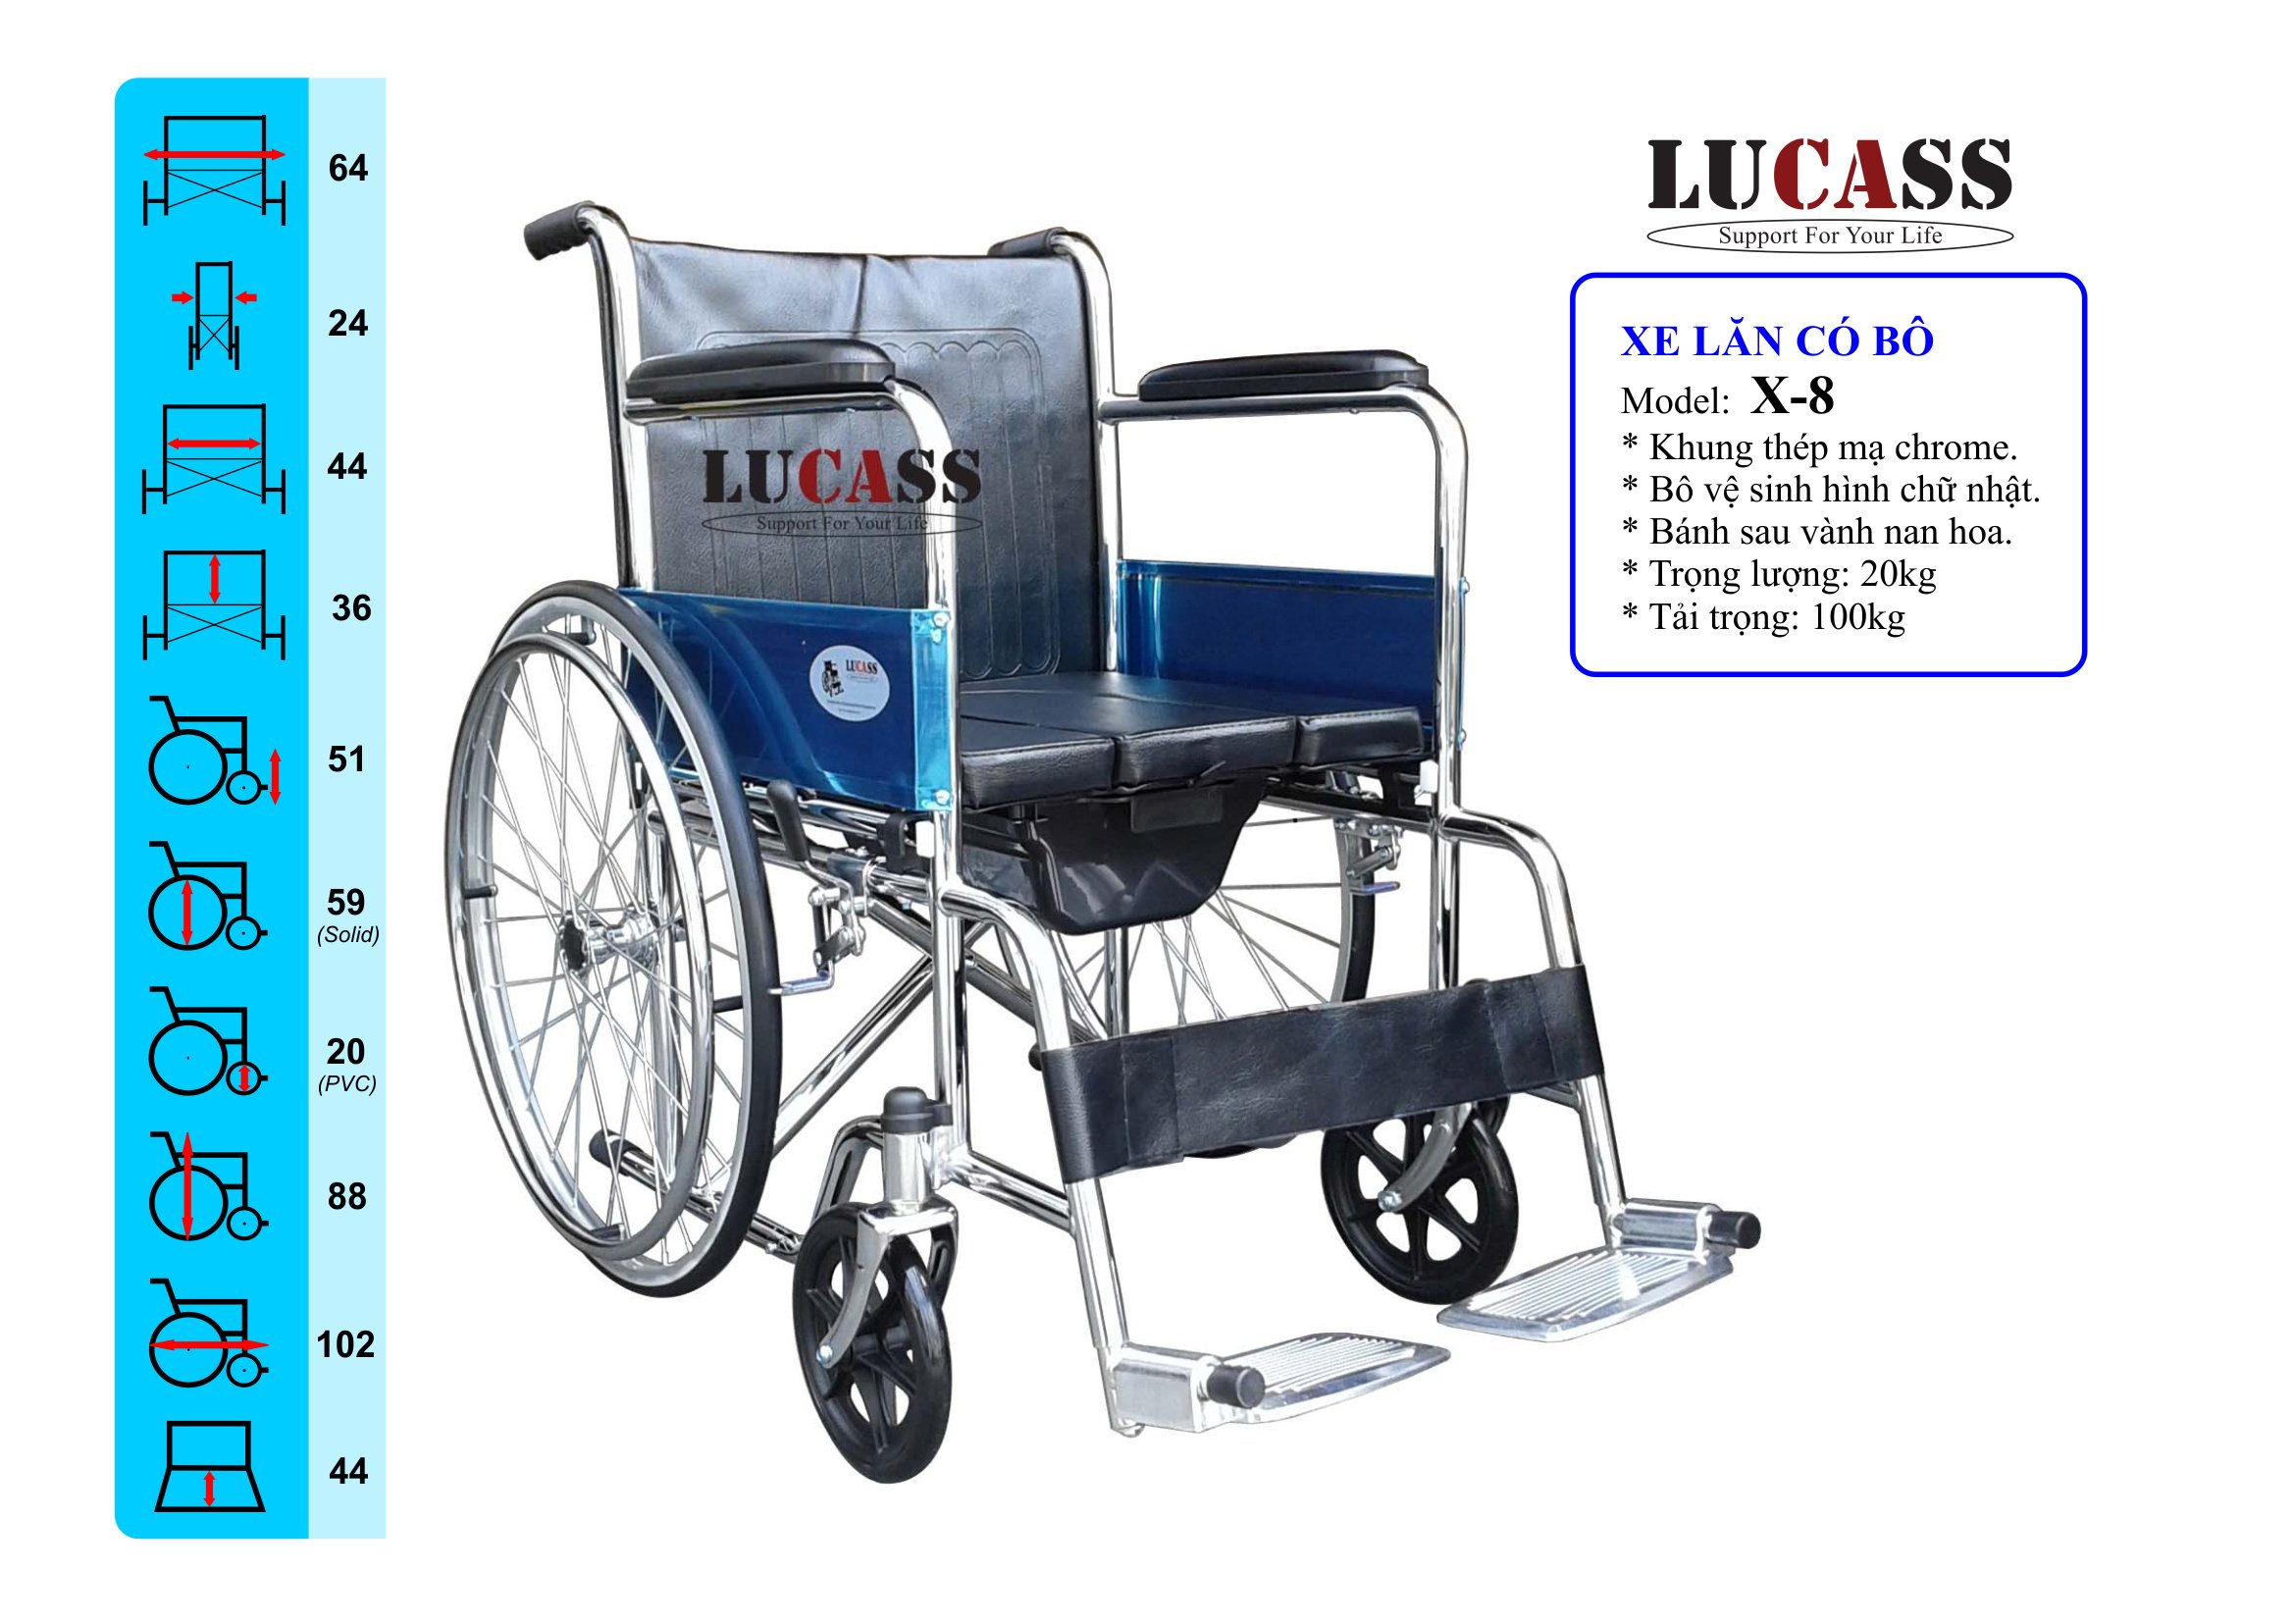 64
24
44
36
51
59
(Solid)
20
(PVC)
88
102
44
LUCASS
Support For Your Life
LUCASS
LUCASS
Support For Your Life
XE LĂN CÓ BÔ
Model: X-8
* Khung thép mạ chrome.
* Bô vệ sinh hình chữ nhật.
* Bánh sau vành nan hoa.
* Trọng lượng: 20kg
* Tải trọng: 100kg